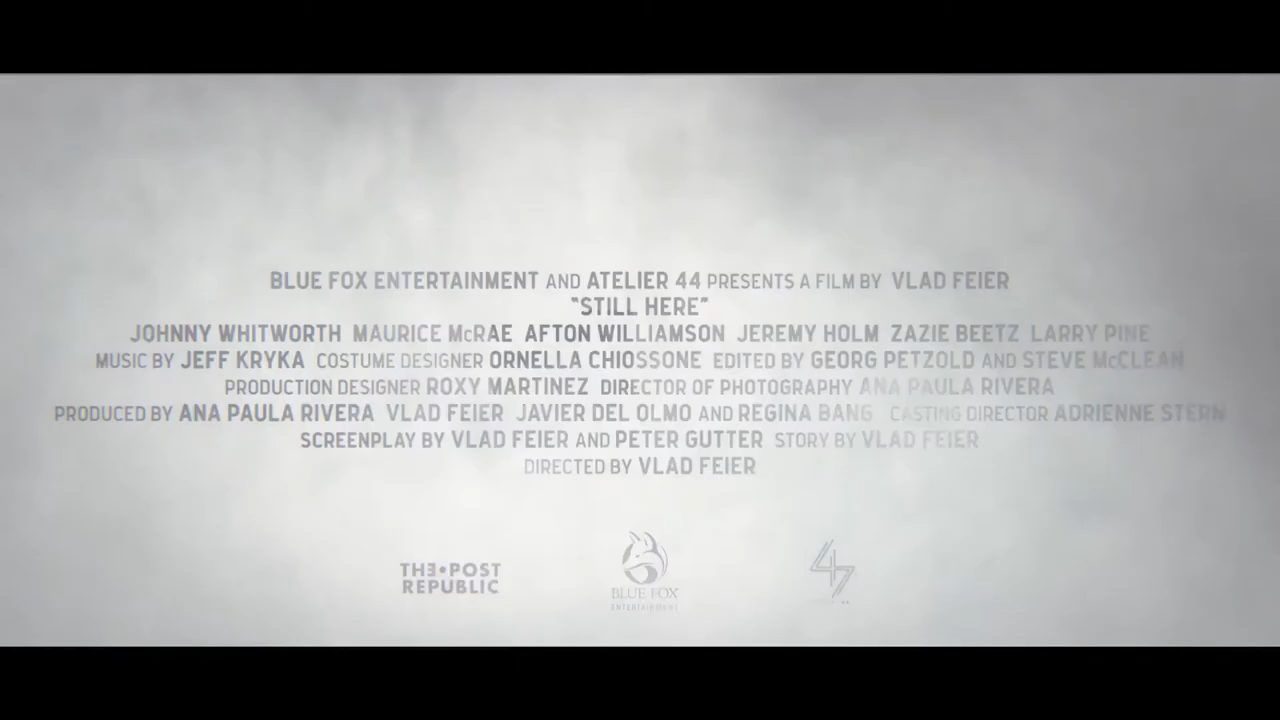 BLUE FOX ENTERTAINMENT AND ATELIER 44 PRESENTS A FILM BY VLAD FEIER
"STILL HERE"
JOHNNY WHITWORTH MAURICE McRAE AFTON WILLIAMSON JEREMY HOLM ZAZIE BEETZ LARRY PINE
MUSIC BY JEFF KRYKA COSTUME DESIGNER ORNELLA CHIOSSONE EDITED BY GEORG PETZOLD AND STEVE McCLEAN
PRODUCTION DESIGNER ROXY MARTINEZ DIRECTOR OF PHOTOGRAPHY ANA PAULA RIVERA
PRODUCED BY ANA PAULA RIVERA VLAD FEIER JAVIER DEL OLMO AND REGINA BANG CASTING DIRECTOR ADRIENNE STERN
SCREENPLAY BY VLAD FEIER AND PETER GUTTER STORY BY VLAD FEIER
DIRECTED BY VLAD FEIER
THE•POST
REPUBLIC
BLUE FOX
ENTERTAINMENT